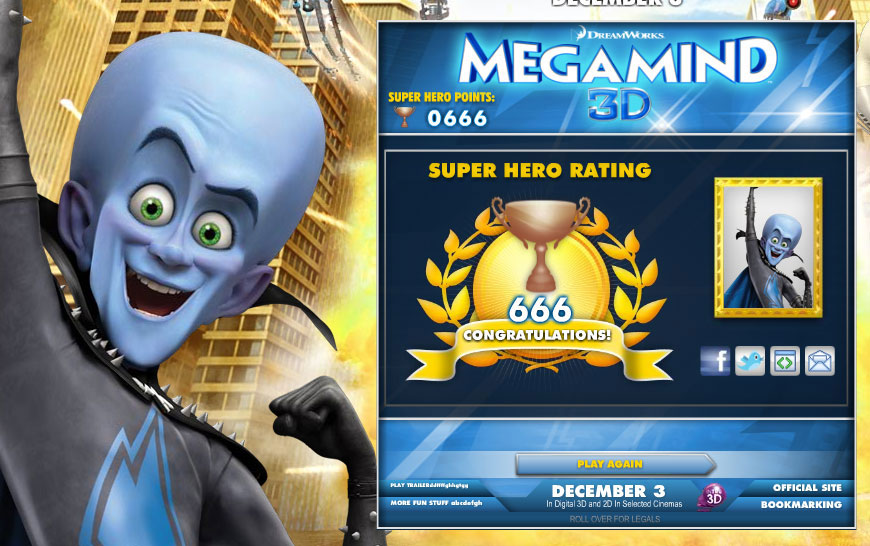 DECEMBER 3
DREAMWORKS
MEGAMIND
3D
SUPER HERO POINTS:
0666
SUPER HERO RATING
666
CONGRATULATIONS!
f
PLAY AGAIN
PLAY TRAILER
MORE FUN STUFF abcdefgh
DECEMBER 3
In Digital 3D and 2D In Selected Cinemas
3D
OFFICIAL SITE
BOOKMARKING
ROLL OVER FOR LEGALS